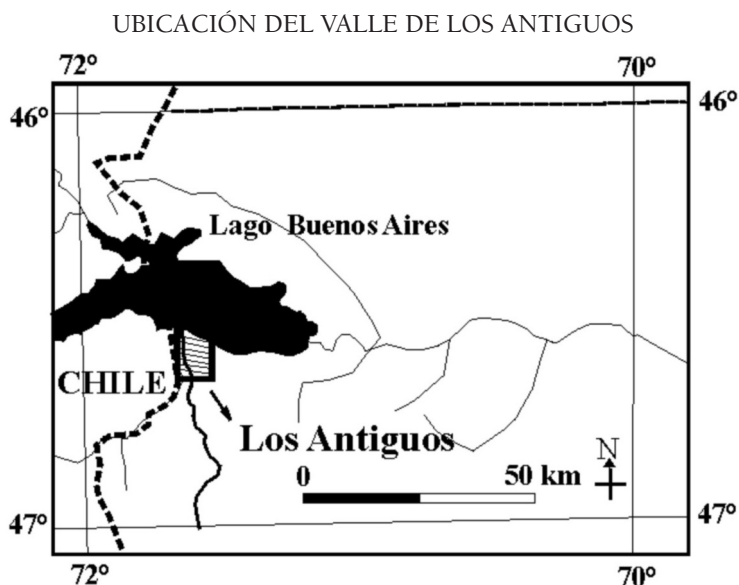 UBICACIÓN DEL VALLE DE LOS ANTIGUOS
72° 70°
46° 46°
Lago Buenos Aires
CHILE
Los Antiguos
N
0 50 km
47° 47°
72° 70°